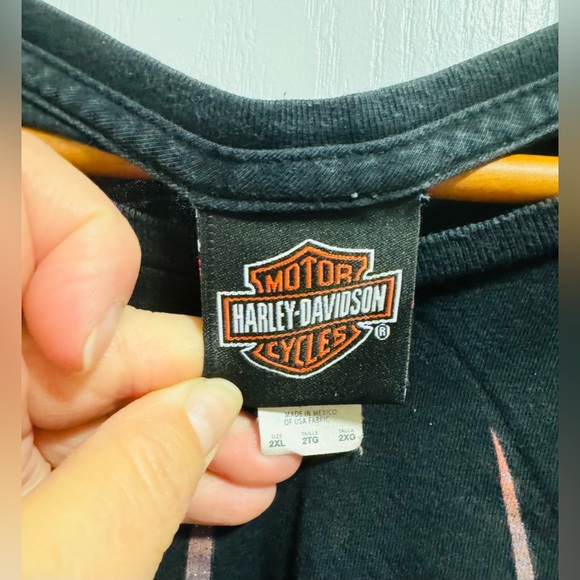 MOTOR
HARLEY-DAVIDSON
CYCLES
®
MADE IN MEXICO
OF USA FABRIC
SIZE TAILLE TALLA
2XL 2TG 2XG